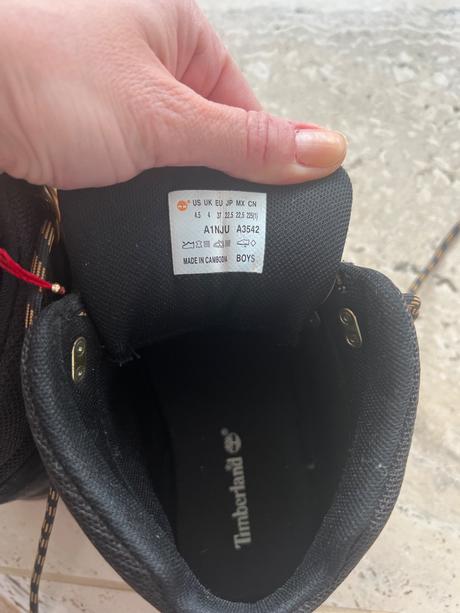 US UK EU JP MX CN
4.5 4 37 22.5 22,5 225(1)
A1NJU A3542
MADE IN CAMBODIA BOYS
Timberland®